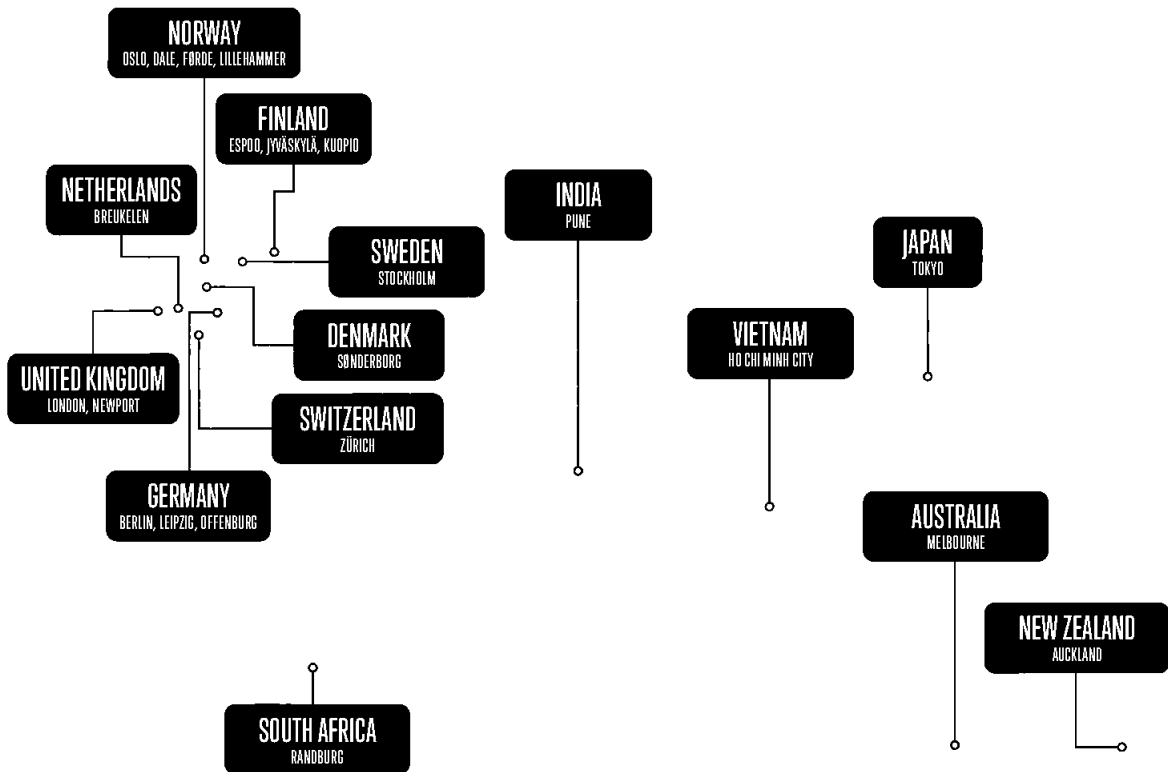 NORWAY
OSLO, DALE, FØRDE, LILLEHAMMER
FINLAND
ESPOO, JYVÄSKYLÄ, KUOPIO
NETHERLANDS
BREUKELEN
INDIA
PUNE
SWEDEN
STOCKHOLM
JAPAN
TOKYO
DENMARK
SØNDERBORG
VIETNAM
HO CHI MINH CITY
UNITED KINGDOM
LONDON, NEWPORT
SWITZERLAND
ZÜRICH
GERMANY
BERLIN, LEIPZIG, OFFENBURG
AUSTRALIA
MELBOURNE
NEW ZEALAND
AUCKLAND
SOUTH AFRICA
RANDBURG